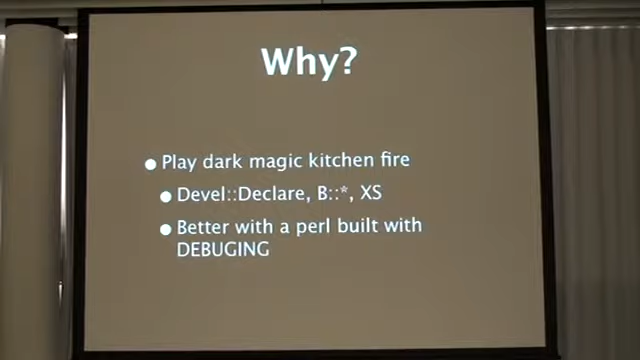 Why?
● Play dark magic kitchen fire
● Devel::Declare, B::*, XS
● Better with a perl built with
DEBUGING